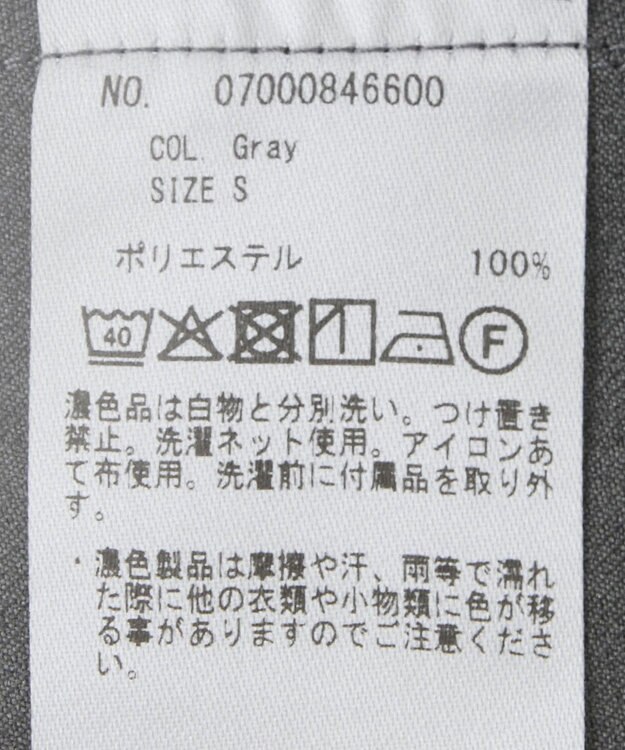 NO. 07000846600
COL. Gray
SIZE S
ポリエステル 100%
40 F
濃色品は白物と分別洗い。つけ置き
禁止。洗濯ネット使用。アイロンあ
て布使用。洗濯前に付属品を取り外
す。
・濃色製品は摩擦や汗、雨等で濡れ
た際に他の衣類や小物類に色が移
る事がありますのでご注意くださ
い。